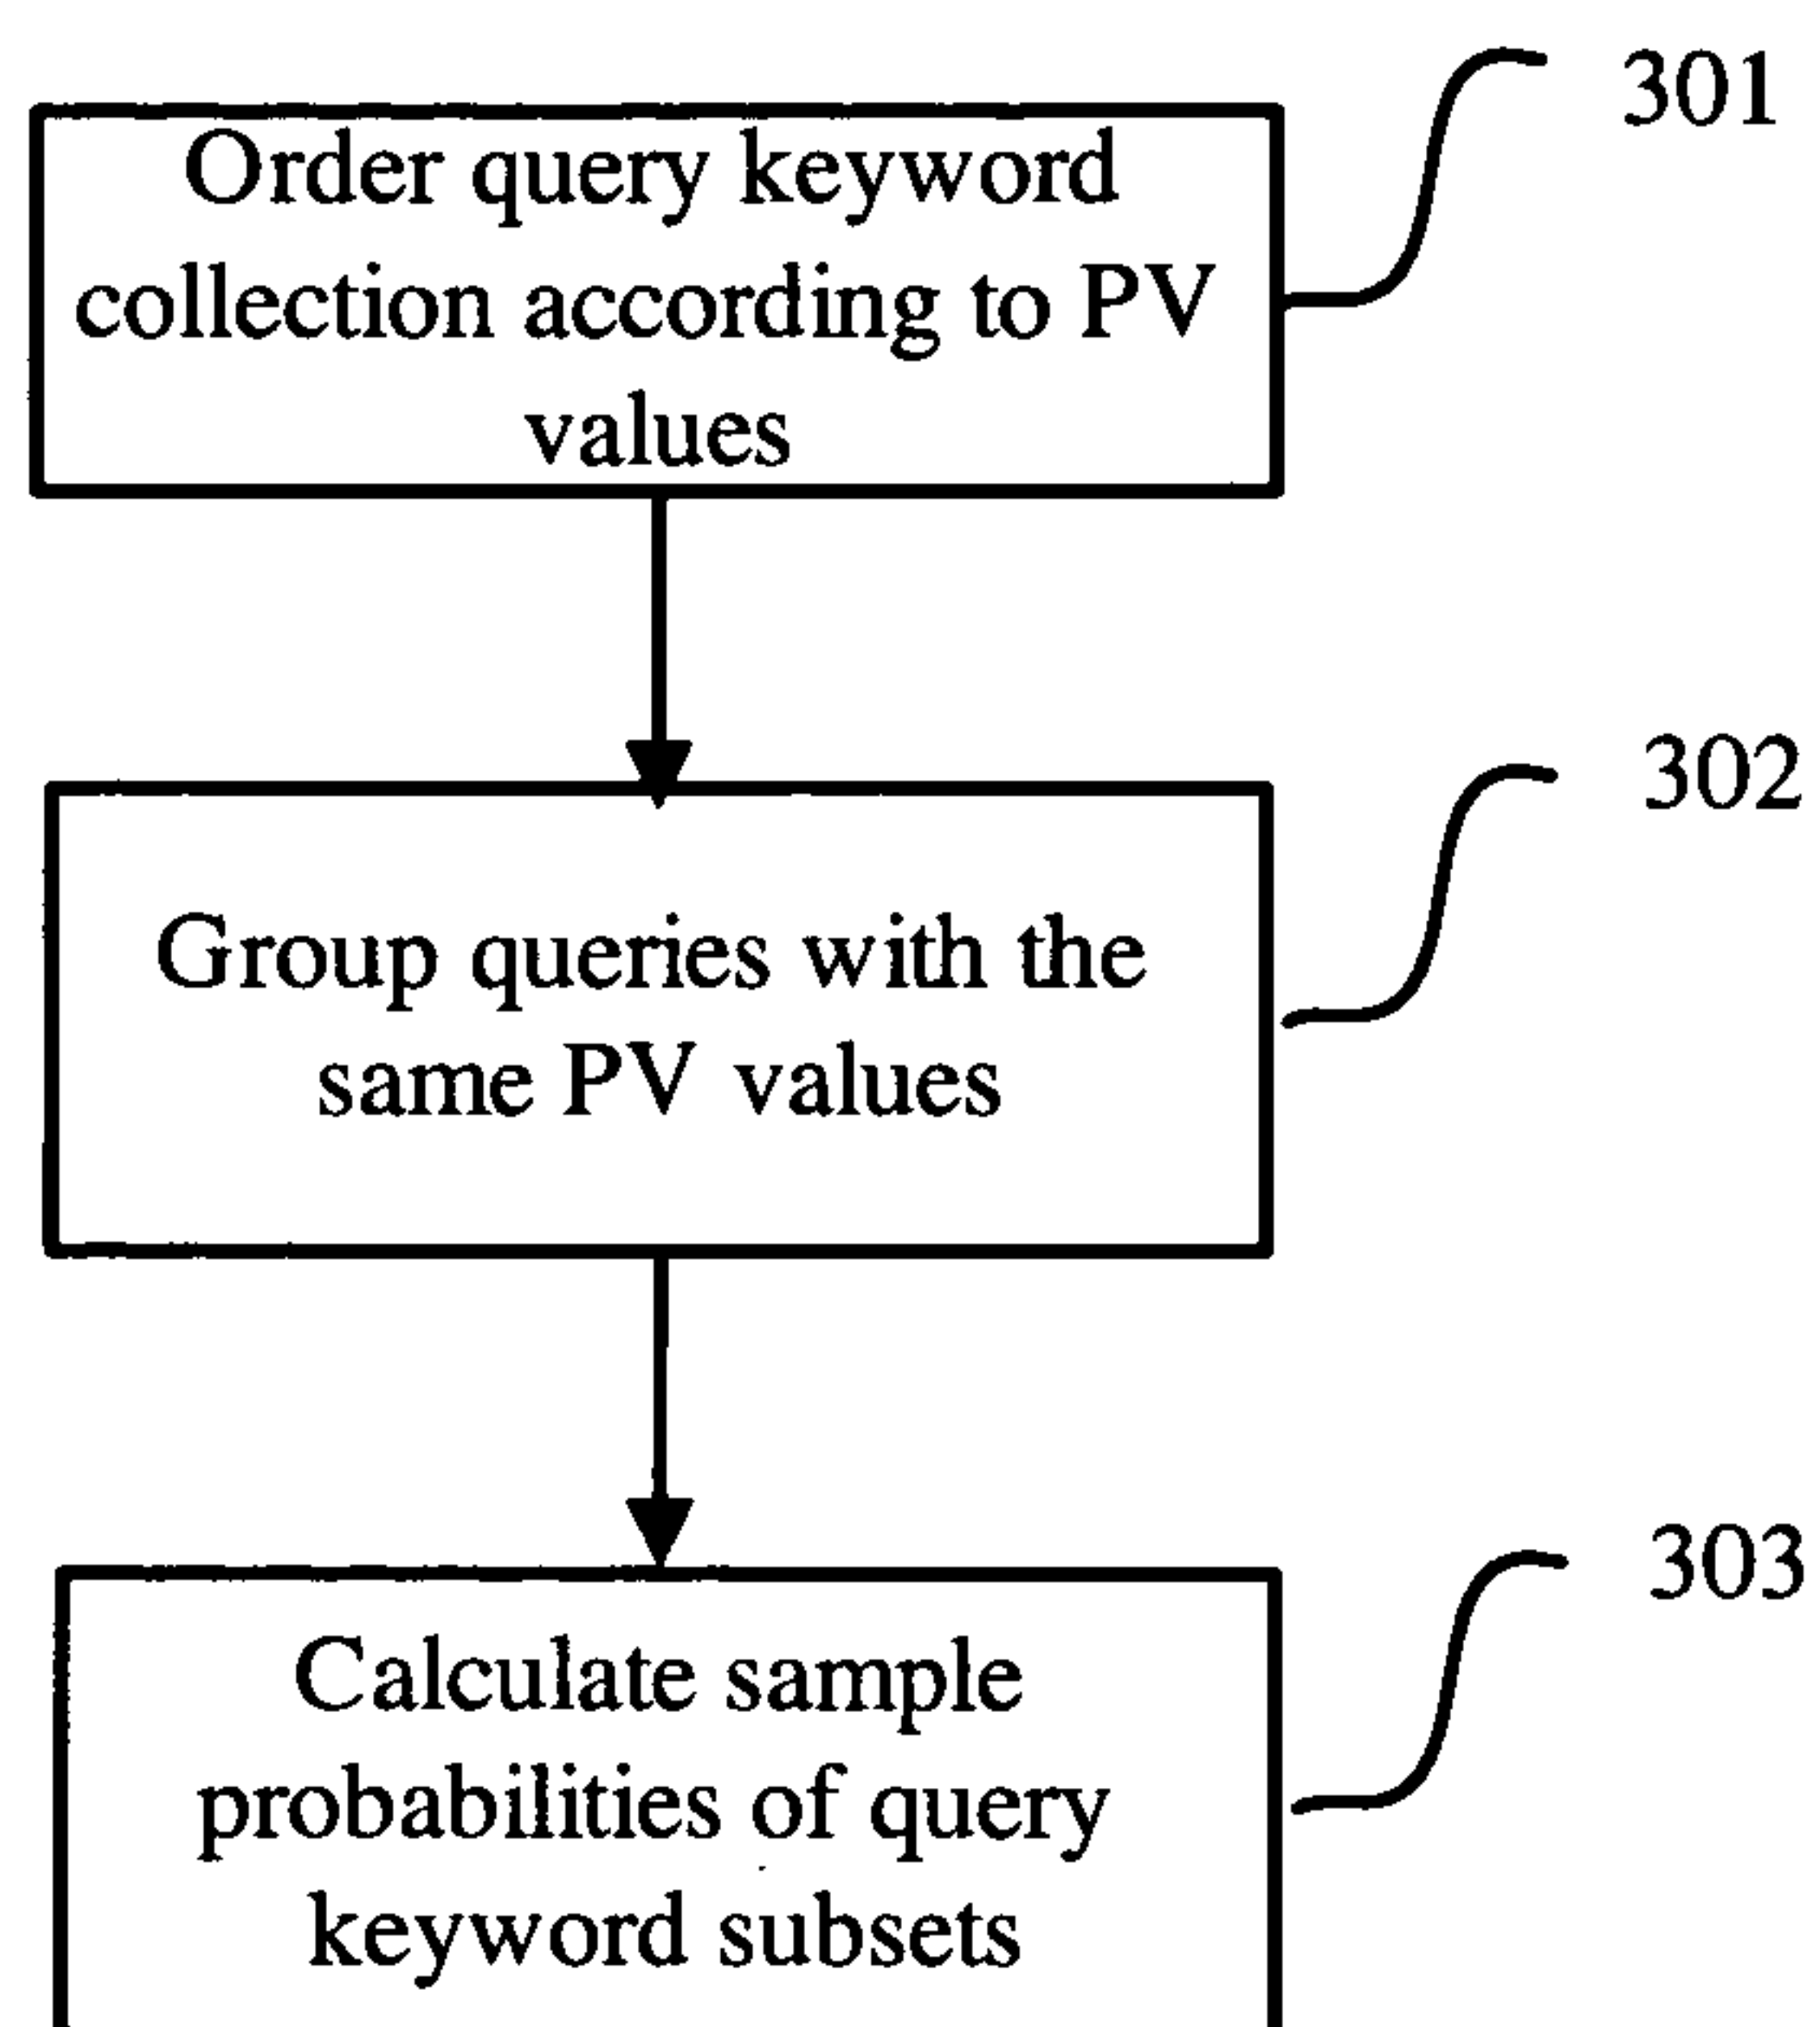 301
Order query keyword
collection according to PV
values
302
Group queries with the
same PV values
303
Calculate sample
probabilities of query
keyword subsets